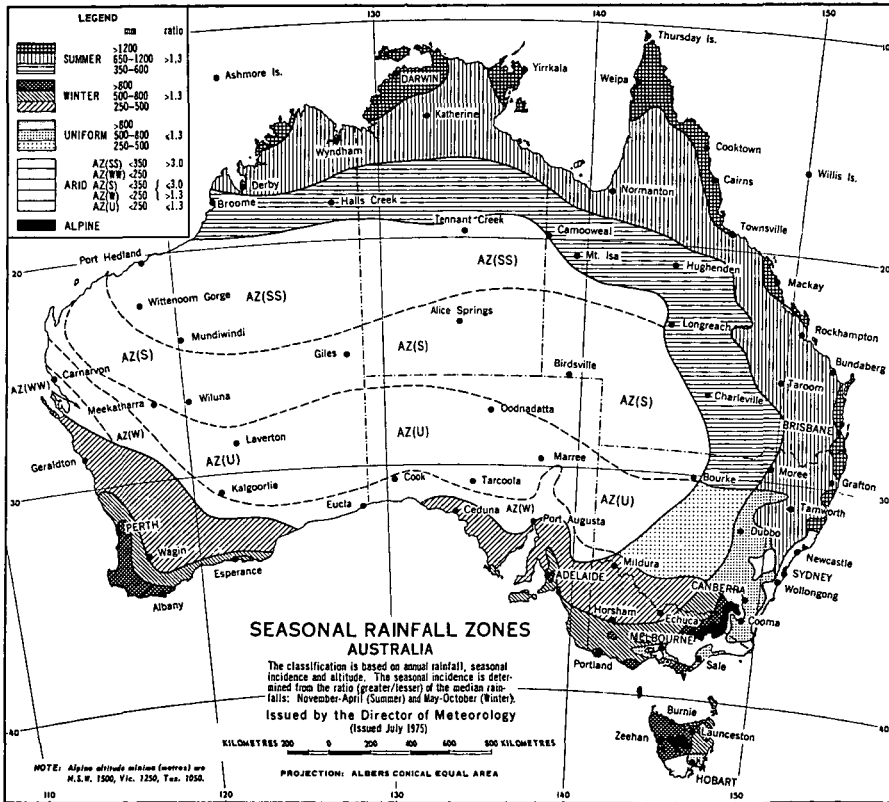 LEGEND
mm ratio
SUMMER >1200
650-1200 >1.3
350-600
WINTER >800
500-800 >1.3
250-500
UNIFORM >800
500-800 ≤1.3
250-500
ARID AZ(SS) <350 >3.0
AZ(WW) <250
AZ(S) <350 ≤3.0
AZ(W) <250 >1.3
AZ(U) <250 ≤1.3
ALPINE
130
140
150
10
Thursday Is.
Ashmore Is.
DARWIN
Yirrkala
Weipa
Katherine
Wyndham
Cooktown
Cairns
Willis Is.
Derby
Normanton
Broome
Halls Creek
Tennant Creek
Camooweal
Townsville
Mt. Isa
20
Port Hedland
Hughenden
20
AZ(SS)
Mackay
Wittenoom Gorge
AZ(SS)
Alice Springs
Longreach
Rockhampton
Mundiwindi
AZ(S)
Giles
AZ(S)
Birdsville
Bundaberg
Carnarvon
AZ(WW)
Taroom
Meekatharra
Wiluna
AZ(S)
Charleville
Oodnadatta
BRISBANE
AZ(W)
Laverton
AZ(U)
AZ(U)
Marree
Geraldton
Moree
Kalgoorlie
Cook
Tarcoola
Bourke
Grafton
30
Eucla
AZ(W)
AZ(U)
30
Ceduna
Tamworth
PERTH
Port Augusta
Dubbo
Wagin
Newcastle
Mildura
Esperance
ADELAIDE
SYDNEY
CANBERRA
Wollongong
Albany
Horsham
Echuca
Cooma
MELBOURNE
Portland
Sale
SEASONAL RAINFALL ZONES
AUSTRALIA
The classification is based on annual rainfall, seasonal
incidence and altitude. The seasonal incidence is deter-
mined from the ratio (greater/lesser) of the median rain-
falls: November-April (Summer) and May-October (Winter).
Issued by the Director of Meteorology
(Issued July 1975)
KILOMETRES 200 0 200 400 600 800 KILOMETRES
PROJECTION: ALBERS CONICAL EQUAL AREA
Burnie
Launceston
Zeehan
HOBART
40
40
NOTE: Alpine altitude minima (metres) are
N.S.W. 1500, Vic. 1250, Tas. 1050.
110
120
130
140
150